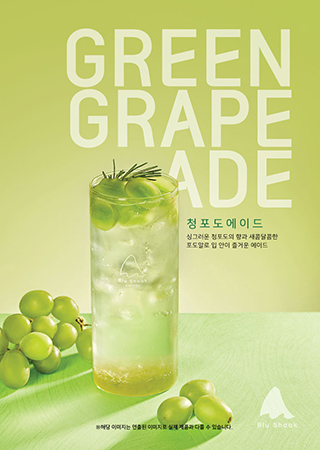 GREEN
GRAPE
ADE
청포도에이드
싱그러운 청포도의 향과 새콤달콤한
포도알로 입 안이 즐거운 에이드
Blu Shaak
※해당 이미지는 연출된 이미지로 실제 제품과 다를 수 있습니다.
Blu Shaak